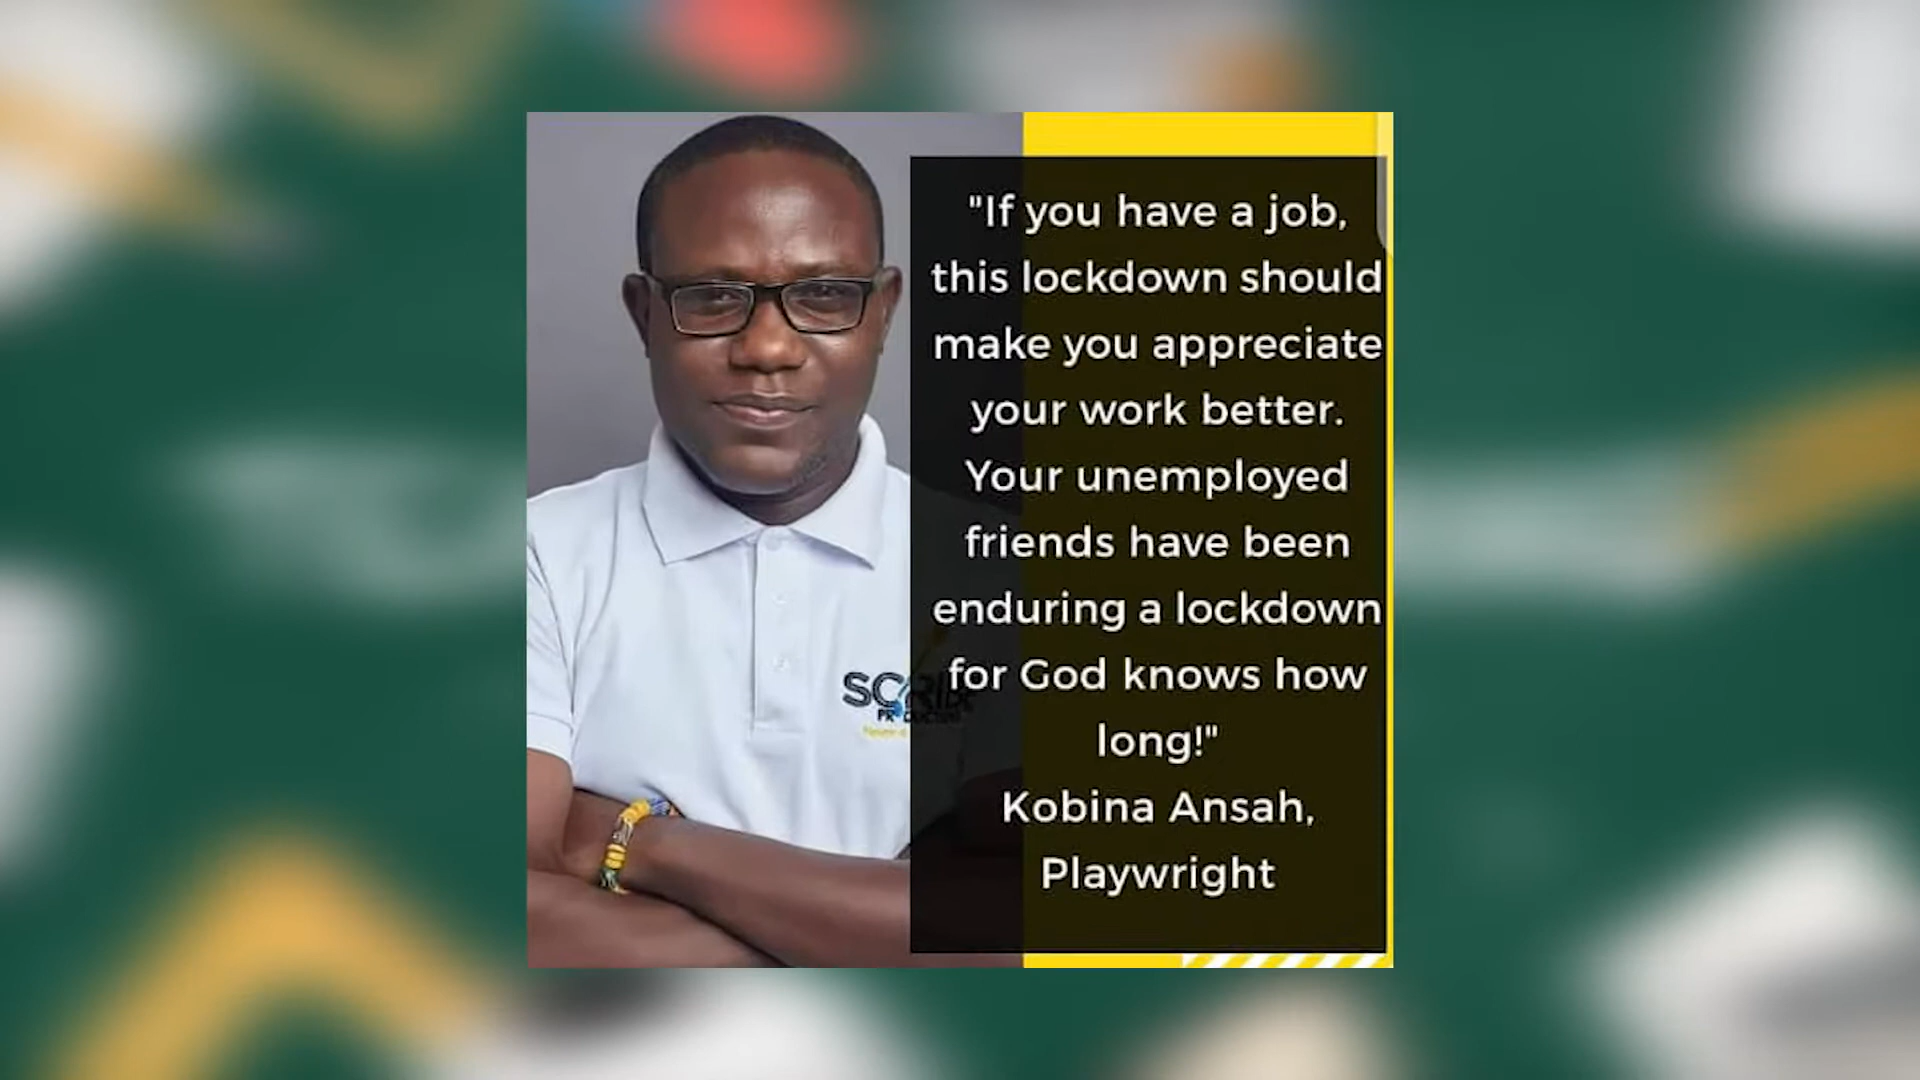 "If you have a job,
this lockdown should
make you appreciate
your work better.
Your unemployed
friends have been
enduring a lockdown
for God knows how
long!"
Kobina Ansah,
Playwright
SCRIBE